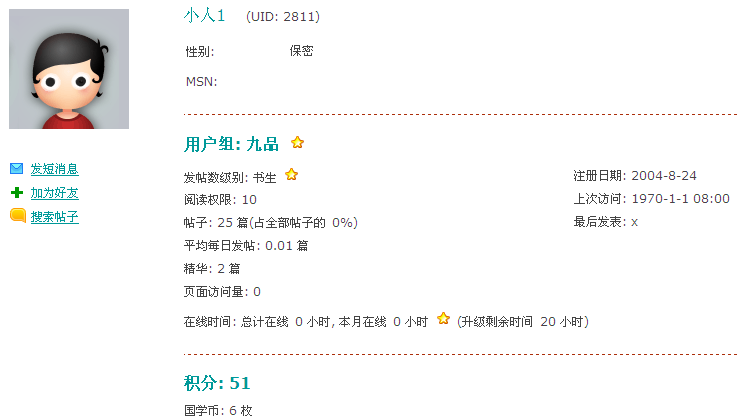 小人1 (UID: 2811)
性别: 保密
MSN:
用户组: 九品
发帖数级别: 书生
注册日期: 2004-8-24
阅读权限: 10
上次访问: 1970-1-1 08:00
帖子: 25 篇(占全部帖子的 0%)
最后发表: x
平均每日发帖: 0.01 篇
精华: 2 篇
页面访问量: 0
在线时间: 总计在线 0 小时, 本月在线 0 小时 (升级剩余时间 20 小时)
积分: 51
国学币: 6 枚
发短消息
加为好友
搜索帖子